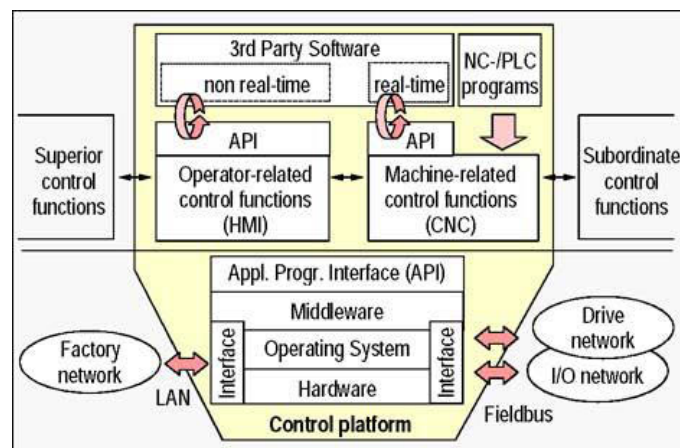 3rd Party Software
non real-time
real-time
NC-/PLC
programs
API
API
Superior
control
functions
Operator-related
control functions
(HMI)
Machine-related
control functions
(CNC)
Subordinate
control
functions
Appl. Progr. Interface (API)
Middleware
Operating System
Hardware
Interface
Interface
Factory
network
LAN
Drive
network
I/O network
Fieldbus
Control platform